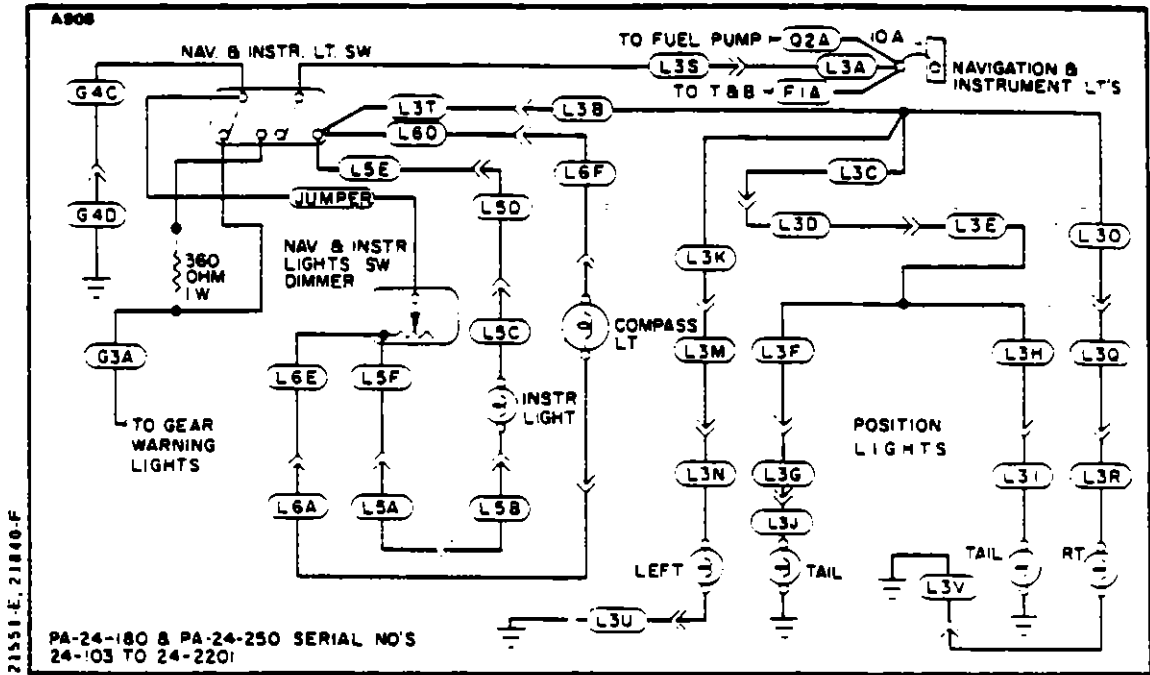 A908
NAV. & INSTR. LT. SW
TO FUEL PUMP
Q2A
10 A
G4C
L3S
L3A
NAVIGATION &
INSTRUMENT LT'S
TO T & B
F1A
L3T
L3B
L6D
L5E
L6F
L3C
JUMPER
L5D
G4D
L3D
L3E
L3O
NAV. & INSTR
LIGHTS SW
DIMMER
360
OHM
1 W
L3K
COMPASS
LT
G3A
L5C
L3M
L3F
L3H
L3Q
L6E
L5F
INSTR
LIGHT
TO GEAR
WARNING
LIGHTS
POSITION
LIGHTS
L3N
L3G
L3I
L3R
L6A
L5A
L5B
L3J
LEFT
TAIL
TAIL
RT
L3V
L3U
PA-24-180 & PA-24-250 SERIAL NO'S
24-103 TO 24-2201
21551-E, 21840-F